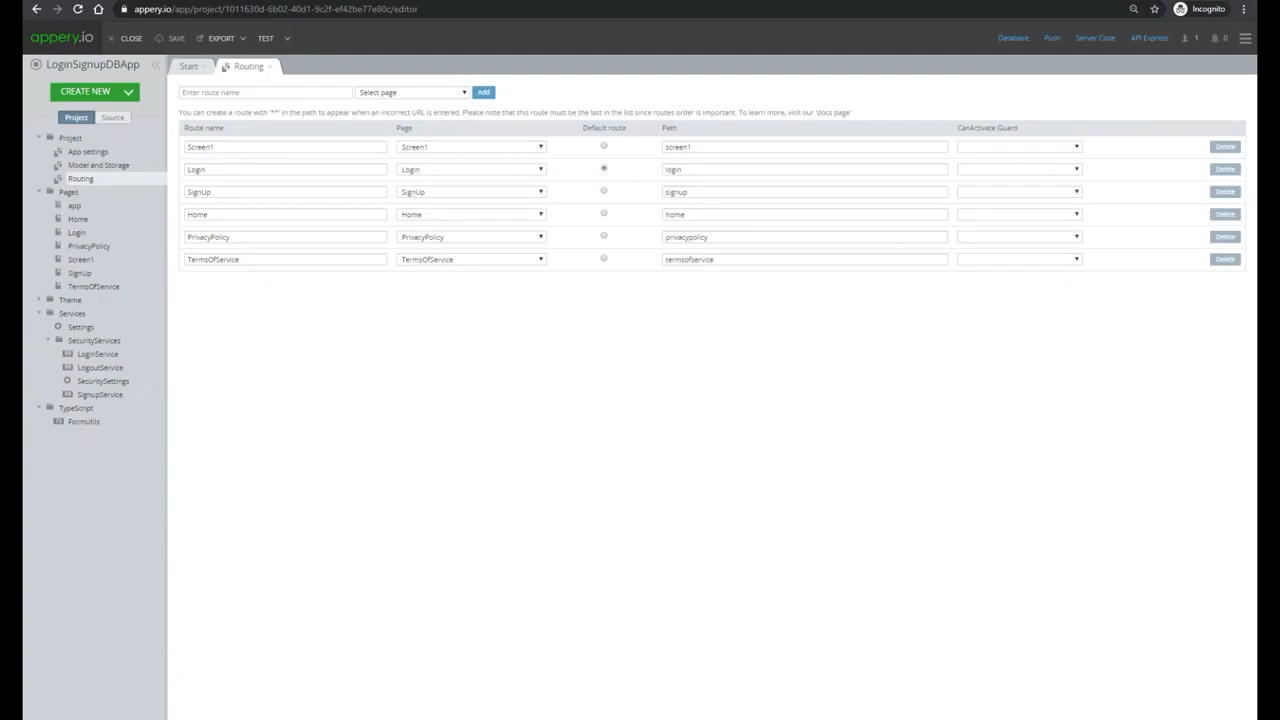 appery.io/app/project/1011630d-6b02-40d1-9c2f-ef42be77e80c/editor
Incognito
appery.io
CLOSE SAVE EXPORT TEST
Database Push Server Code API Express 1 0
LoginSignupDBApp
CREATE NEW
Project Source
Project
App settings
Model and Storage
Routing
Pages
app
Home
Login
PrivacyPolicy
Screen1
SignUp
TermsOfService
Theme
Services
Settings
SecurityServices
LoginService
LogoutService
SecuritySettings
SignupService
TypeScript
TS FormUtils
Start Routing
Enter route name Select page Add
You can create a route with '**' in the path to appear when an incorrect URL is entered. Please note that this route must be the last in the list since routes order is important. To learn more, visit our 'docs page'
Route name Page Default route Path CanActivate Guard
Screen1 Screen1 screen1 Delete
Login Login login Delete
SignUp SignUp signup Delete
Home Home home Delete
PrivacyPolicy PrivacyPolicy privacypolicy Delete
TermsOfService TermsOfService termsofservice Delete